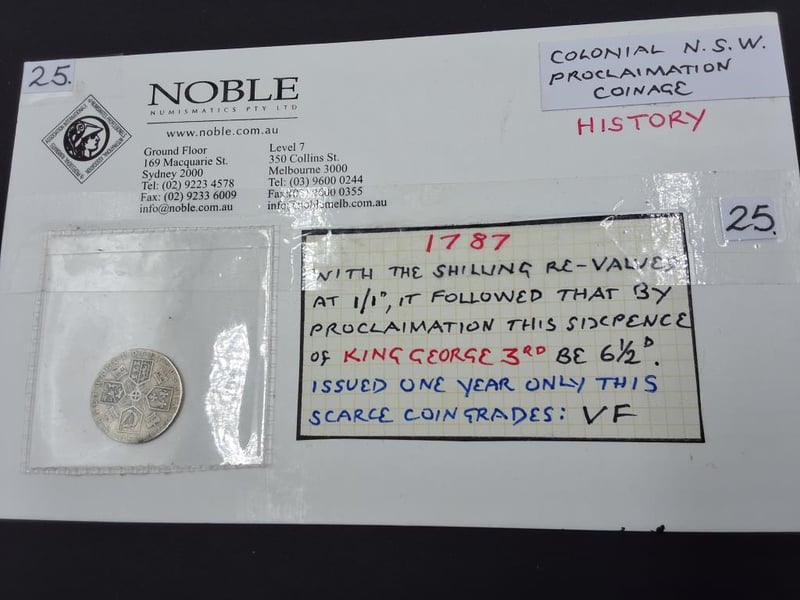 25.
NOBLE
NUMISMATICS PTY LTD
www.noble.com.au
Ground Floor
169 Macquarie St.
Sydney 2000
Tel: (02) 9223 4578
Fax: (02) 9233 6009
info@noble.com.au
Level 7
350 Collins St.
Melbourne 3000
Tel: (03) 9600 0244
0355
COLONIAL N.S.W.
PROCLAIMATION
COINAGE
HISTORY
25.
1787
WITH THE SHILLING RE-VALUED
AT 1/1ᴰ, IT FOLLOWED THAT BY
PROCLAIMATION THIS SIXPENCE
OF KING GEORGE 3RD BE 6½ᴰ.
ISSUED ONE YEAR ONLY THIS
SCARCE COIN GRADES: VF